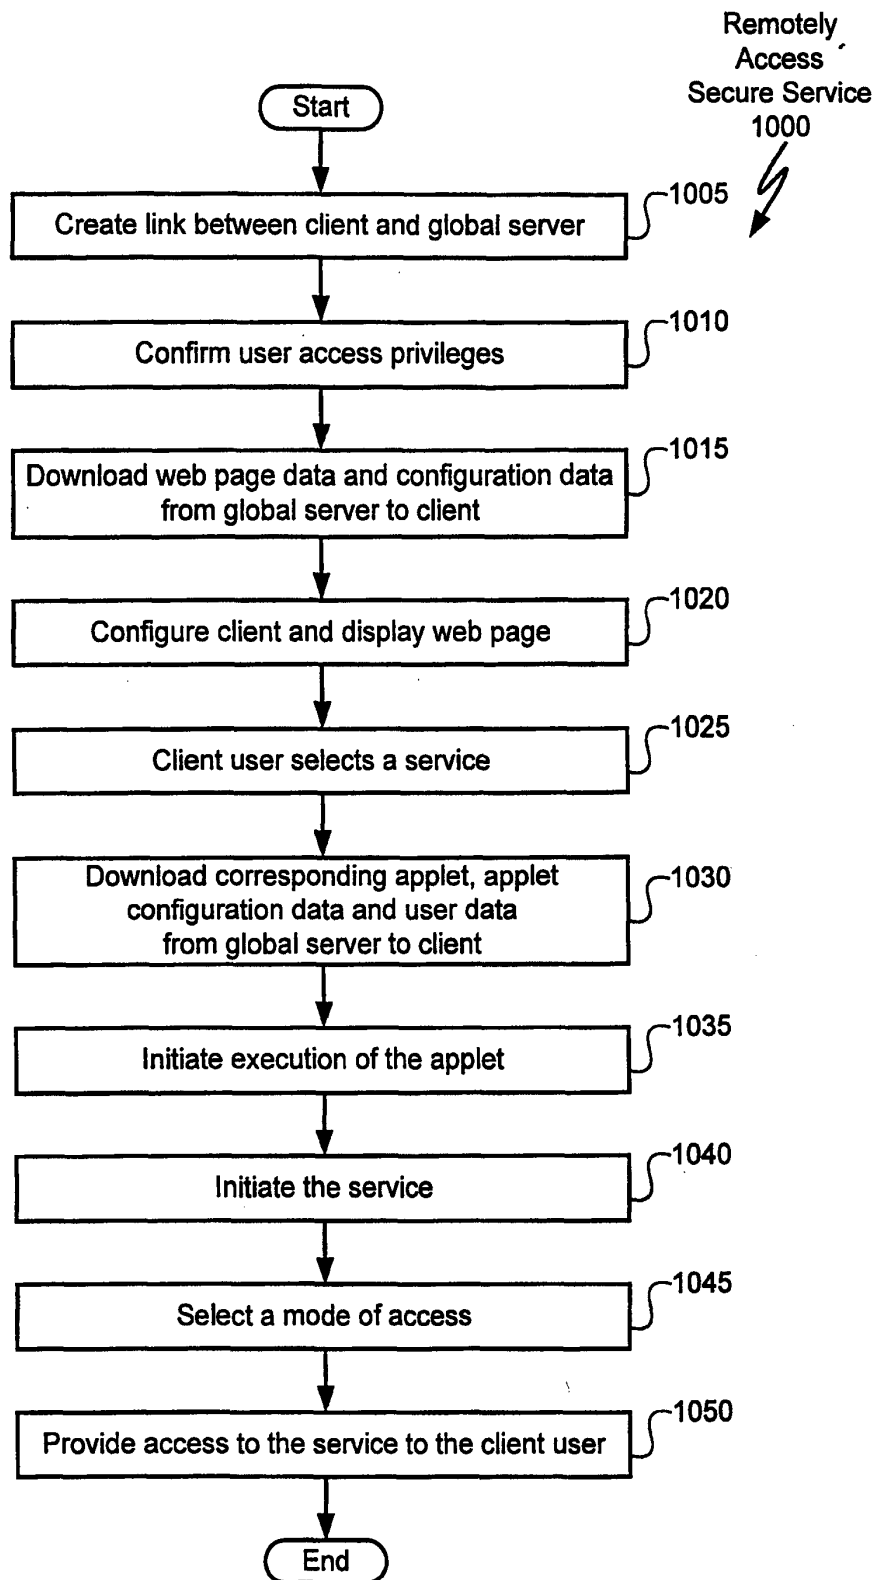 Remotely
Access
Secure Service
1000
Start
Create link between client and global server
1005
Confirm user access privileges
1010
Download web page data and configuration data
from global server to client
1015
Configure client and display web page
1020
Client user selects a service
1025
Download corresponding applet, applet
configuration data and user data
from global server to client
1030
Initiate execution of the applet
1035
Initiate the service
1040
Select a mode of access
1045
Provide access to the service to the client user
1050
End